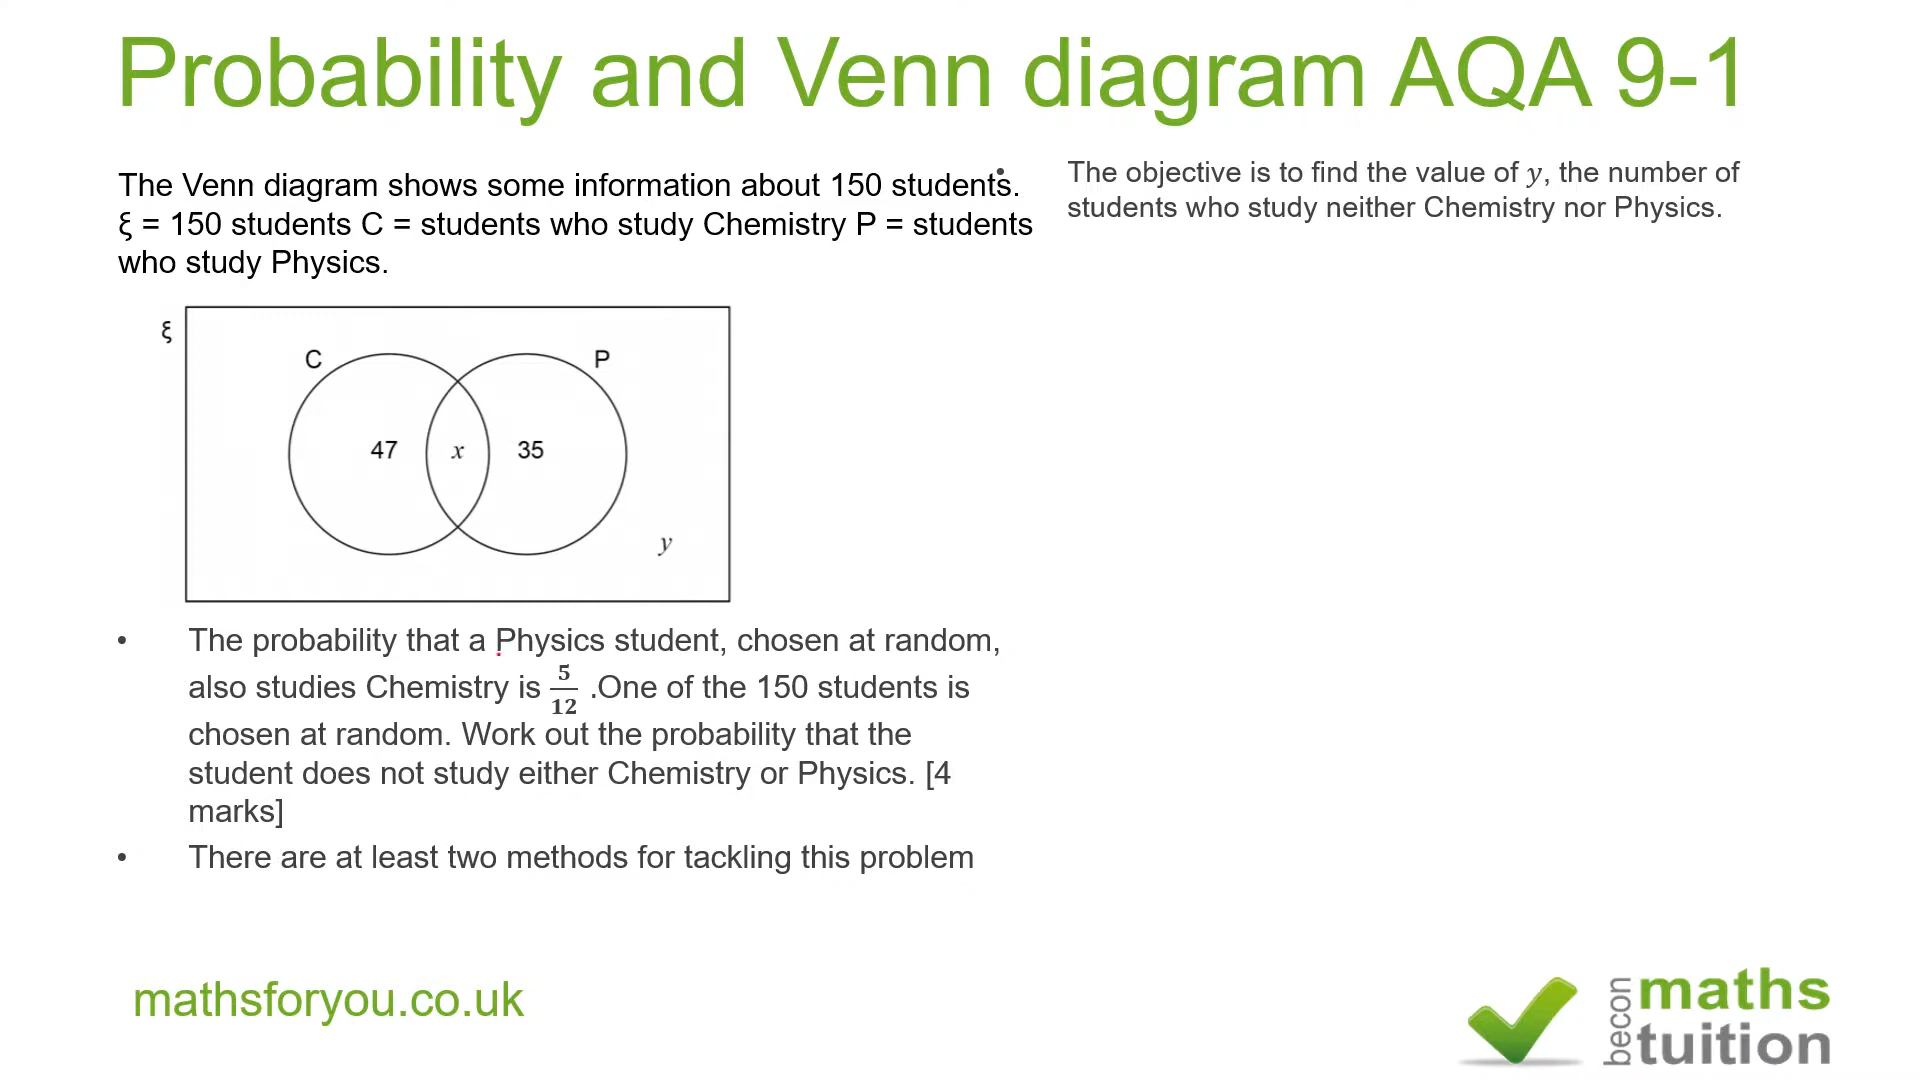 Probability and Venn diagram AQA 9-1
The Venn diagram shows some information about 150 students.
ξ = 150 students C = students who study Chemistry P = students
who study Physics.
ξ
C
P
47
x
35
y
• The probability that a Physics student, chosen at random,
also studies Chemistry is 5/12 .One of the 150 students is
chosen at random. Work out the probability that the
student does not study either Chemistry or Physics. [4
marks]
• There are at least two methods for tackling this problem
• The objective is to find the value of y, the number of
students who study neither Chemistry nor Physics.
mathsforyou.co.uk
becon
maths
tuition